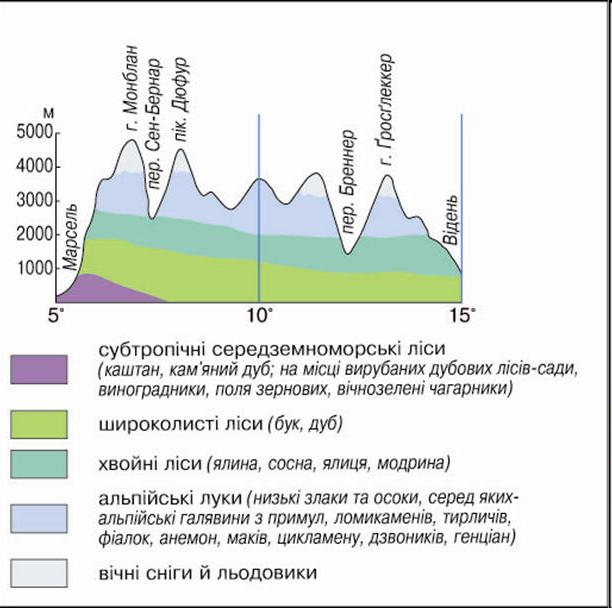 м
5000
4000
3000
2000
1000
Марсель
г. Монблан
пер. Сен-Бернар
пік. Дюфур
пер. Бреннер
г. Ґросґлеккер
Відень
5° 10° 15°
субтропічні середземноморські ліси
(каштан, кам'яний дуб; на місці вирубаних дубових лісів-сади,
виноградники, поля зернових, вічнозелені чагарники)
широколисті ліси (бук, дуб)
хвойні ліси (ялина, сосна, ялиця, модрина)
альпійські луки (низькі злаки та осоки, серед яких-
альпійські галявини з примул, ломикаменів, тирличів,
фіалок, анемон, маків, цикламену, дзвоників, генціан)
вічні сніги й льодовики